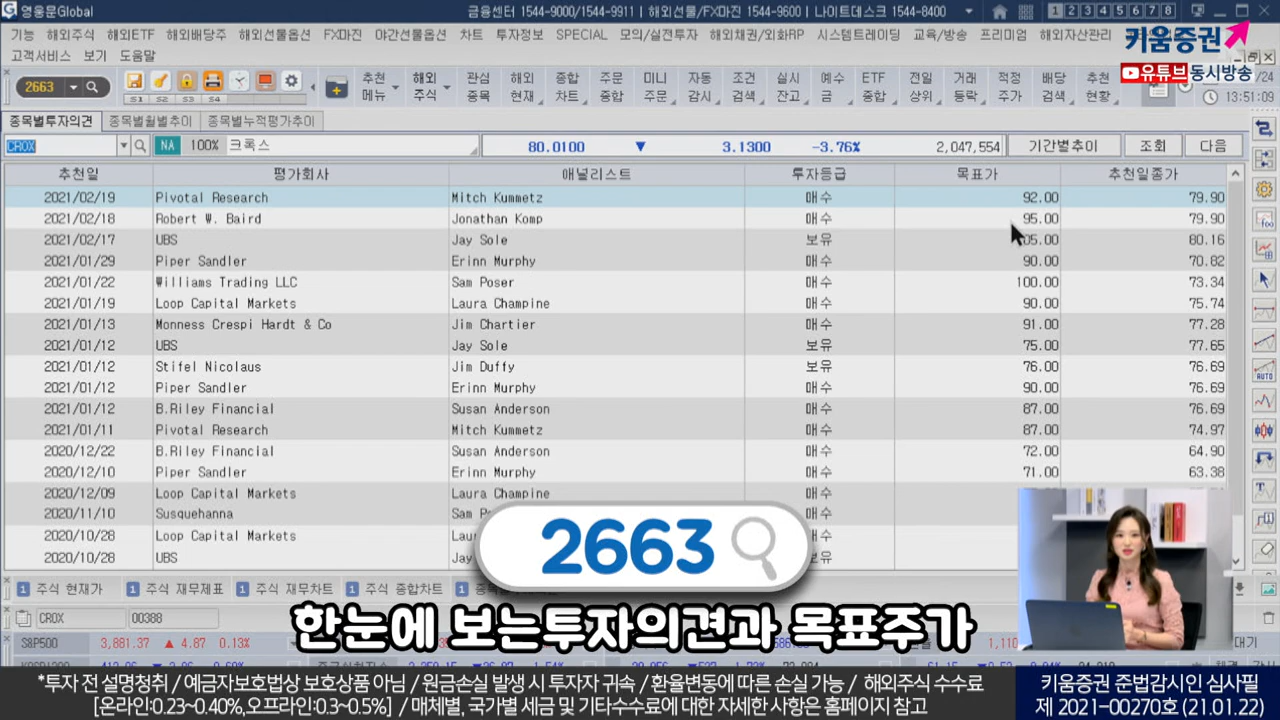 영웅문Global
금융센터 1544-9000/1544-9911 | 해외선물/FX마진 1544-9600 | 나이트데스크 1544-8400
1 2 3 4 5 6 7 8
기능 해외주식 해외ETF 해외배당주 해외선물옵션 FX마진 야간선물옵션 차트 투자정보 SPECIAL 모의/실전투자 해외채권/외화RP 시스템트레이딩 교육/방송 프리미엄 해외자산관리
키움증권
고객서비스 보기 도움말
유튜브동시방송
2663
S1 S2 S3 S4
추천메뉴 해외주식 관심종목 해외현재 종합차트 주문종합 미니주문 자동감시 조건검색 실시잔고 예수금 ETF종합 전일상위 거래등락 적정주가 배당검색 추천현황
13:51:09
종목별투자의견 종목별월별추이 종목별누적평가추이
CROX NA 100% 크록스 80.0100 ▼ 3.1300 -3.76% 2,047,554 기간별추이 조회 다음
추천일 평가회사 애널리스트 투자등급 목표가 추천일종가
2021/02/19 Pivotal Research Mitch Kummetz 매수 92.00 79.90
2021/02/18 Robert W. Baird Jonathan Komp 매수 95.00 79.90
2021/02/17 UBS Jay Sole 보유 05.00 80.16
2021/01/29 Piper Sandler Erinn Murphy 매수 90.00 70.82
2021/01/22 Williams Trading LLC Sam Poser 매수 100.00 73.34
2021/01/19 Loop Capital Markets Laura Champine 매수 90.00 75.74
2021/01/13 Monness Crespi Hardt & Co Jim Chartier 매수 91.00 77.28
2021/01/12 UBS Jay Sole 보유 75.00 77.65
2021/01/12 Stifel Nicolaus Jim Duffy 보유 76.00 76.69
2021/01/12 Piper Sandler Erinn Murphy 매수 90.00 76.69
2021/01/12 B.Riley Financial Susan Anderson 매수 87.00 76.69
2021/01/11 Pivotal Research Mitch Kummetz 매수 87.00 74.97
2020/12/22 B.Riley Financial Susan Anderson 매수 72.00 64.90
2020/12/10 Piper Sandler Erinn Murphy 매수 71.00 63.38
2020/12/09 Loop Capital Markets Laura Champine
2020/11/10 Susquehanna Sam
2020/10/28 Loop Capital Markets
2020/10/28 UBS Jay
2663
1 주식 현재가 1 주식 재무제표 1 주식 재무차트 1 주식 종합차트 1
한눈에 보는투자의견과 목표주가
CROX 00388
S&P500 3,881.37 ▲ 4.87 0.13%
*투자 전 설명청취 / 예금자보호법상 보호상품 아님 / 원금손실 발생 시 투자자 귀속 / 환율변동에 따른 손실 가능 / 해외주식 수수료
[온라인:0.23~0.40%,오프라인:0.3~0.5%] / 매체별, 국가별 세금 및 기타수수료에 대한 자세한 사항은 홈페이지 참고
키움증권 준법감시인 심사필
제 2021-00270호 (21.01.22)